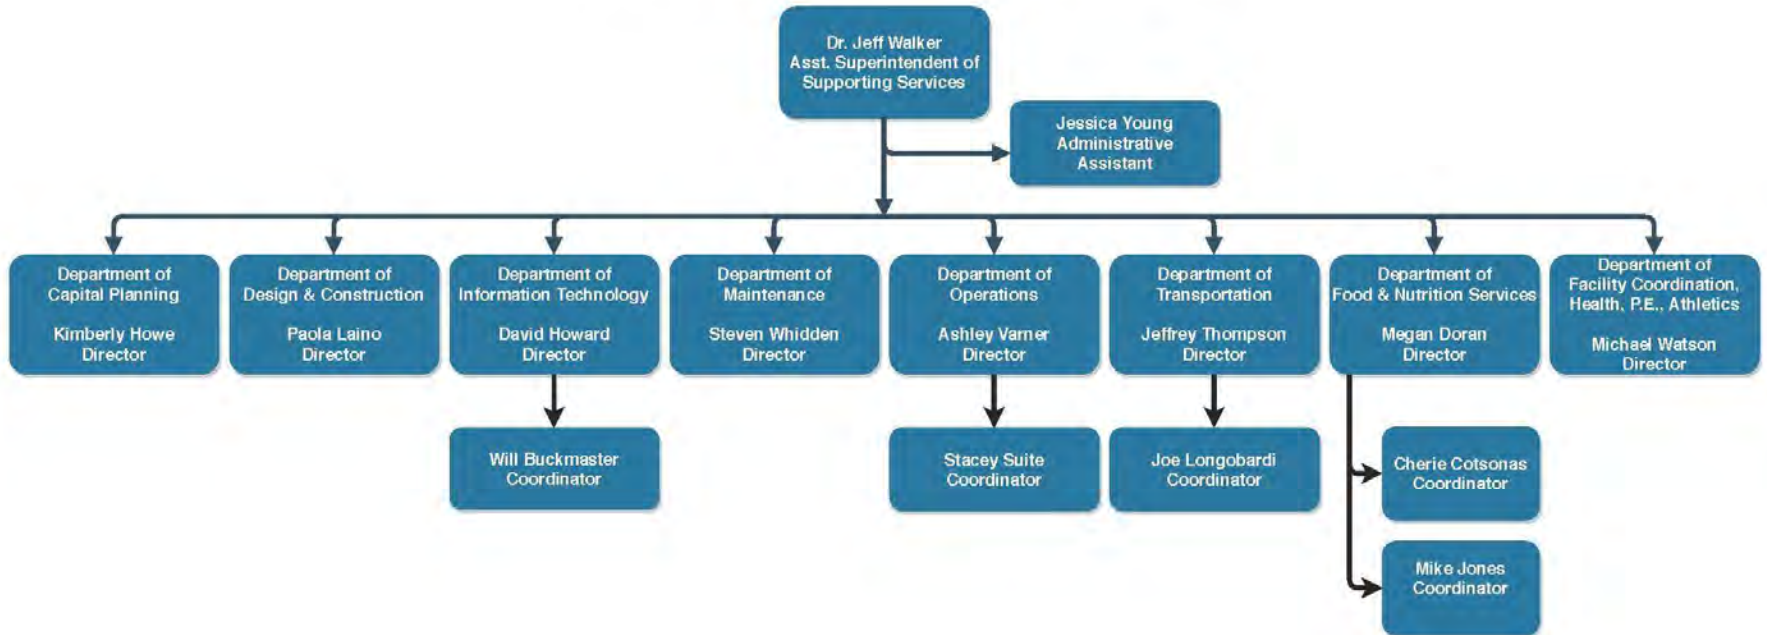 Dr. Jeff Walker
Asst. Superintendent of
Supporting Services
Jessica Young
Administrative
Assistant
Department of
Capital Planning
Kimberly Howe
Director
Department of
Design & Construction
Paola Laino
Director
Department of
Information Technology
David Howard
Director
Department of
Maintenance
Steven Whidden
Director
Department of
Operations
Ashley Varner
Director
Department of
Transportation
Jeffrey Thompson
Director
Department of
Food & Nutrition Services
Megan Doran
Director
Department of
Facility Coordination,
Health, P.E., Athletics
Michael Watson
Director
Will Buckmaster
Coordinator
Stacey Suite
Coordinator
Joe Longobardi
Coordinator
Cherie Cotsonas
Coordinator
Mike Jones
Coordinator